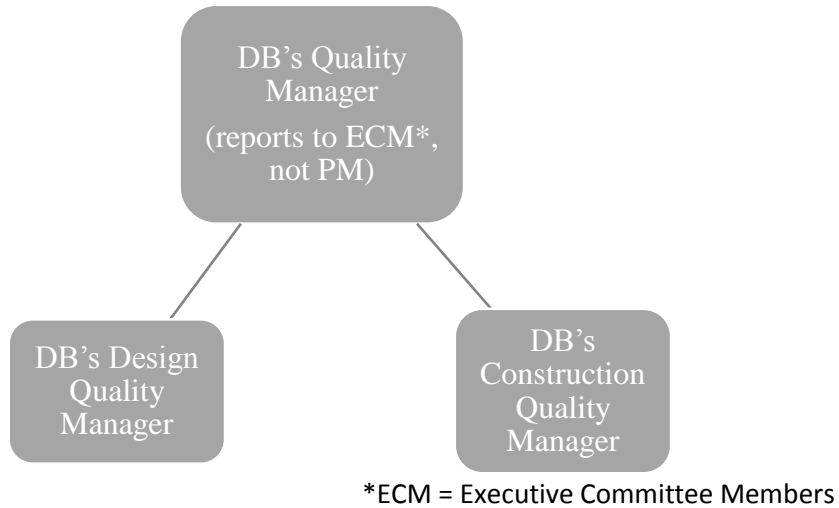 DB’s Quality
Manager
(reports to ECM*,
not PM)
DB’s Design
Quality
Manager
DB’s
Construction
Quality
Manager
*ECM = Executive Committee Members